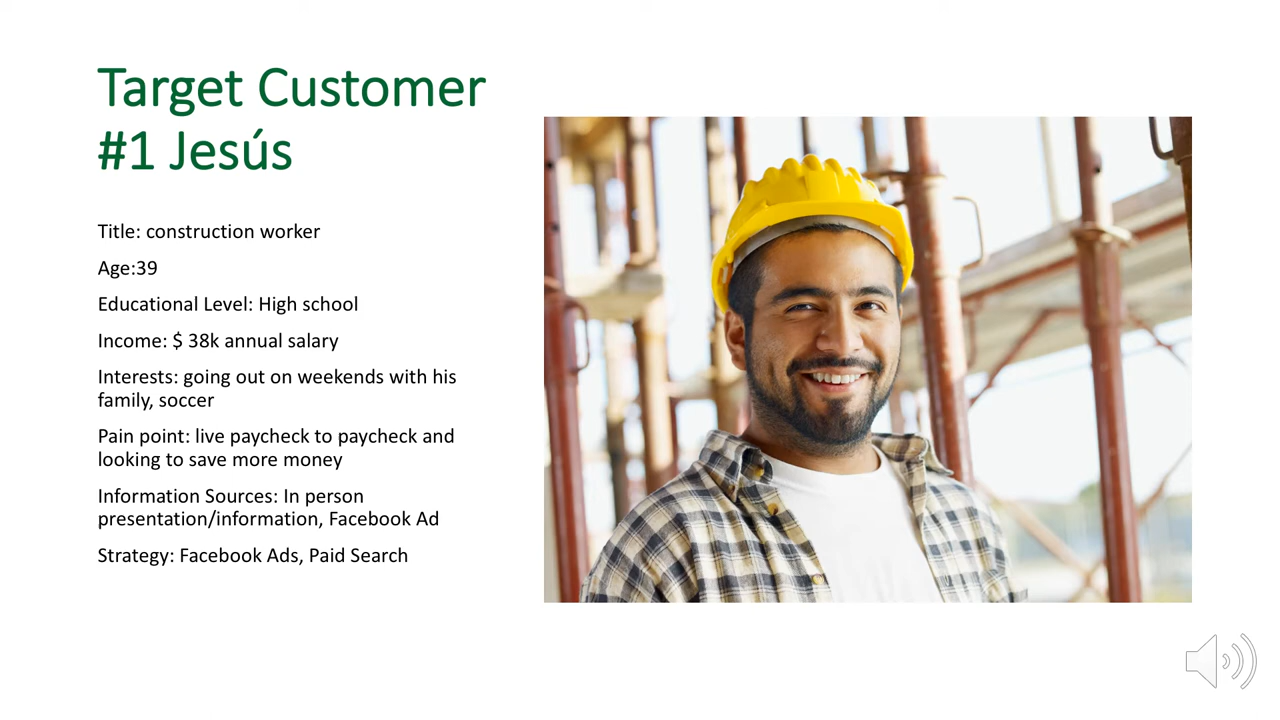 Target Customer
#1 Jesús
Title: construction worker
Age:39
Educational Level: High school
Income: $ 38k annual salary
Interests: going out on weekends with his
family, soccer
Pain point: live paycheck to paycheck and
looking to save more money
Information Sources: In person
presentation/information, Facebook Ad
Strategy: Facebook Ads, Paid Search